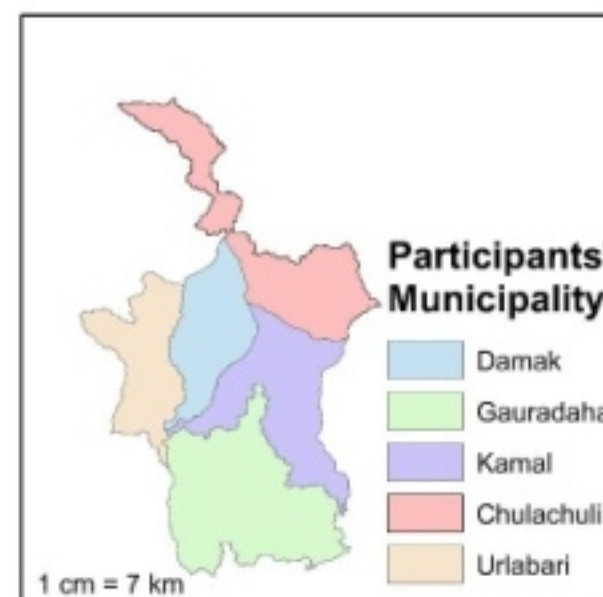 Participants
Municipality
Damak
Gauradaha
Kamal
Chulachuli
Urlabari
1 cm = 7 km